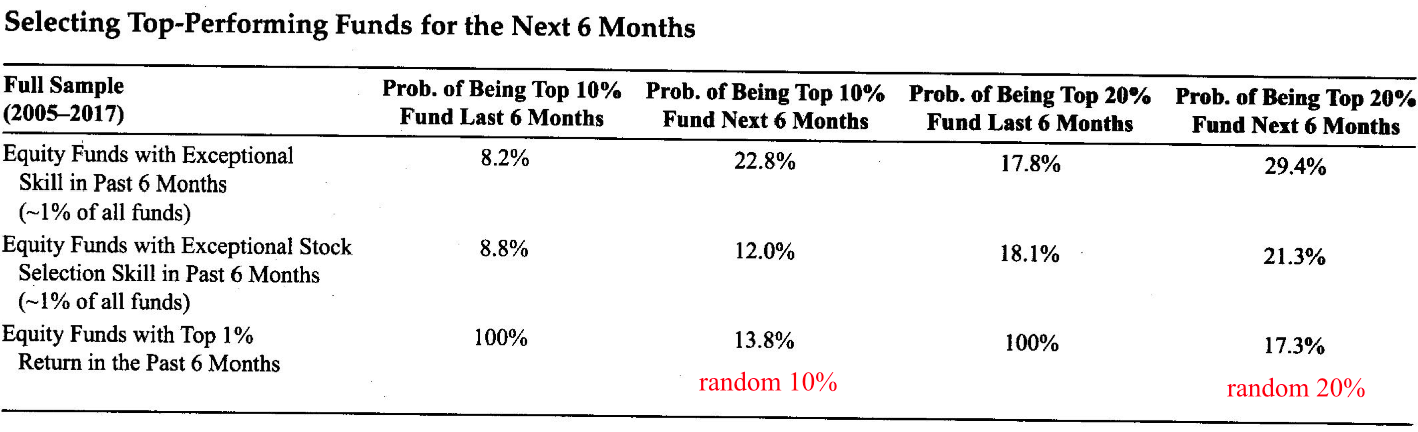 Selecting Top-Performing Funds for the Next 6 Months
Full Sample
(2005–2017)
Prob. of Being Top 10%
Fund Last 6 Months
Prob. of Being Top 10%
Fund Next 6 Months
Prob. of Being Top 20%
Fund Last 6 Months
Prob. of Being Top 20%
Fund Next 6 Months
Equity Funds with Exceptional
Skill in Past 6 Months
(~1% of all funds)
8.2%
22.8%
17.8%
29.4%
Equity Funds with Exceptional Stock
Selection Skill in Past 6 Months
(~1% of all funds)
8.8%
12.0%
18.1%
21.3%
Equity Funds with Top 1%
Return in the Past 6 Months
100%
13.8%
100%
17.3%
random 10%
random 20%